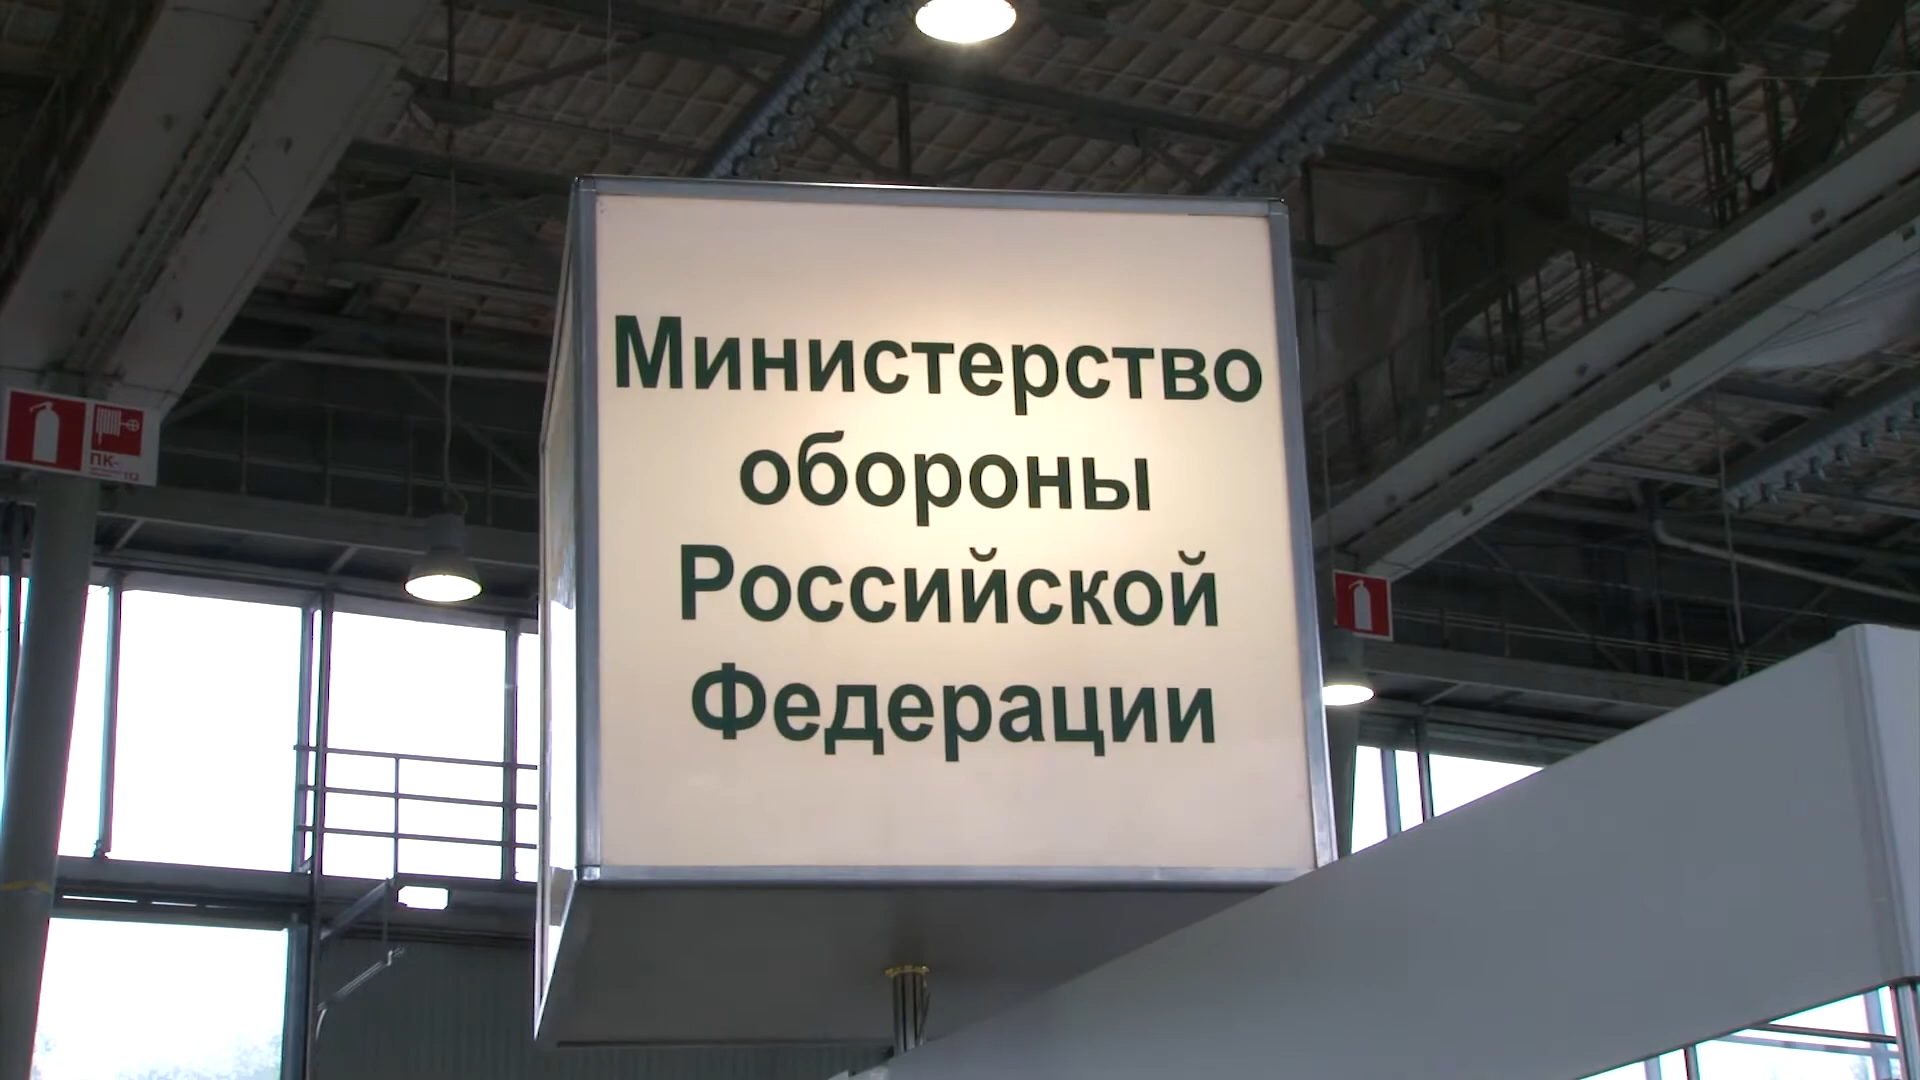 Министерство
обороны
Российской
Федерации
ПК-